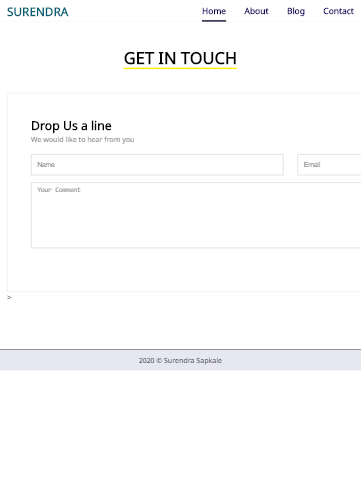 SURENDRA
Home About Blog Contact
GET IN TOUCH
Drop Us a line
We would like to hear from you
Name Email
Your Comment
>
2020 © Surendra Sapkale